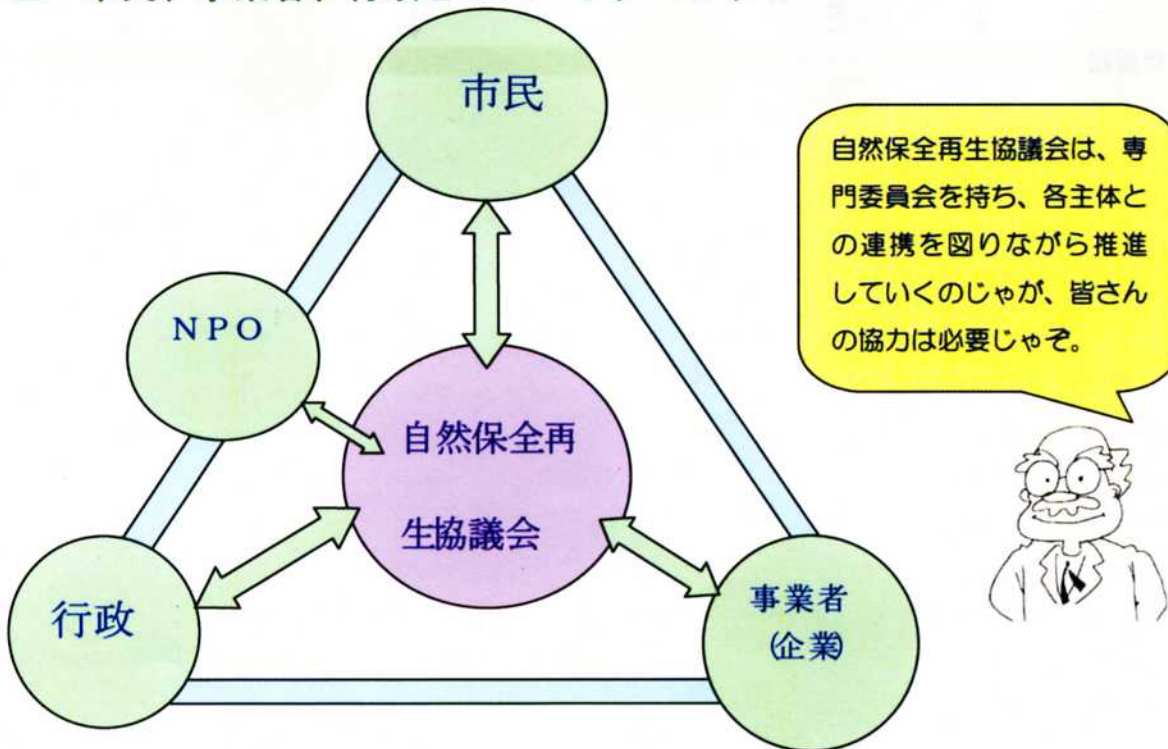 市民
自然保全再生協議会は、専
門委員会を持ち、各主体と
の連携を図りながら推進
していくのじゃが、皆さん
の協力は必要じゃぞ。
NPO
自然保全再
生協議会
行政
事業者
(企業)